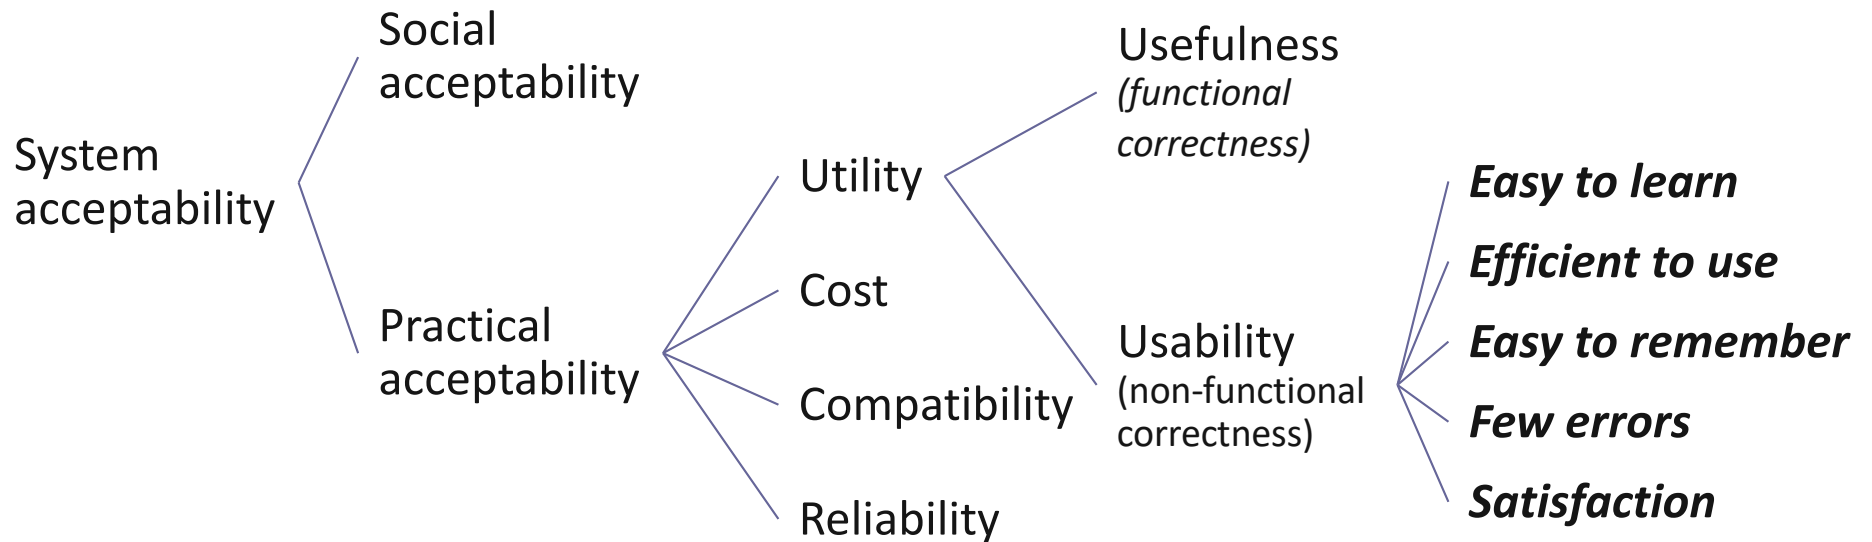 System
acceptability
Social
acceptability
Practical
acceptability
Utility
Cost
Compatibility
Reliability
Usefulness
(functional
correctness)
Usability
(non-functional
correctness)
Easy to learn
Efficient to use
Easy to remember
Few errors
Satisfaction